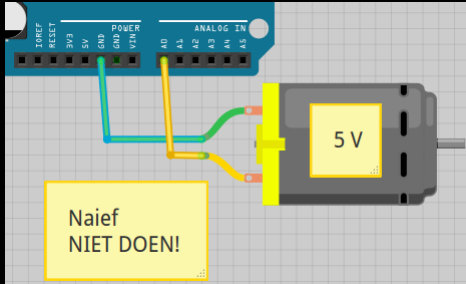 POWER
ANALOG IN
IOREF
RESET
3V3
5V
GND
GND
VIN
A0
A1
A2
A3
A4
A5
5 V
Naief
NIET DOEN!